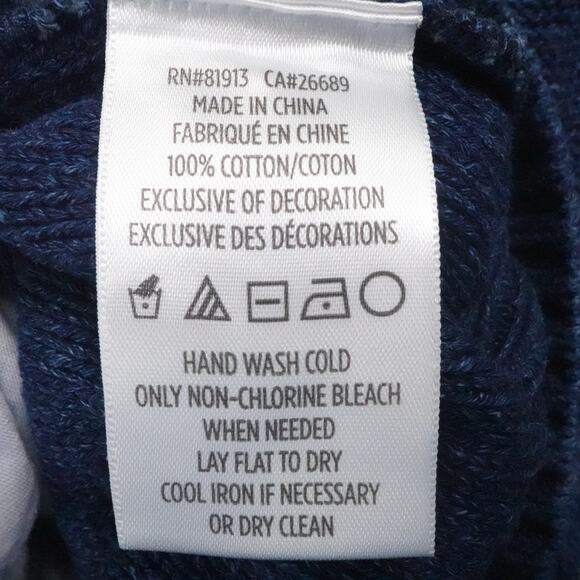 RN#81913 CA#26689
MADE IN CHINA
FABRIQUÉ EN CHINE
100% COTTON/COTON
EXCLUSIVE OF DECORATION
EXCLUSIVE DES DÉCORATIONS
HAND WASH COLD
ONLY NON-CHLORINE BLEACH
WHEN NEEDED
LAY FLAT TO DRY
COOL IRON IF NECESSARY
OR DRY CLEAN